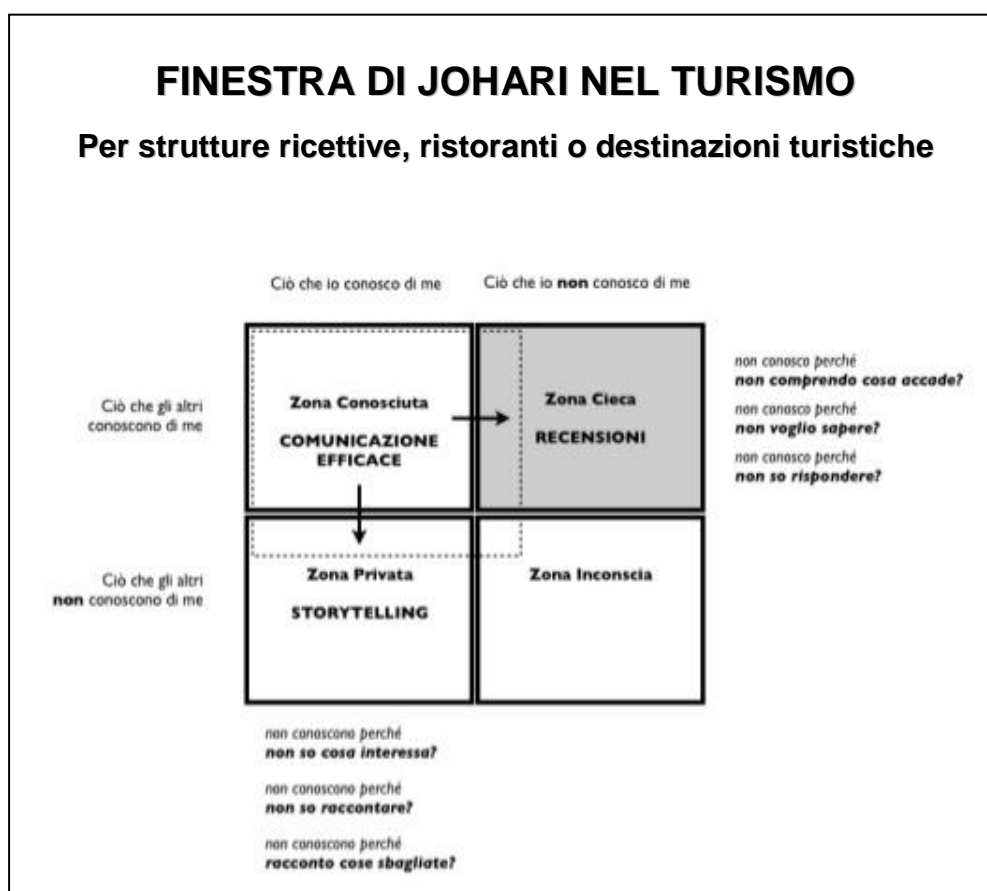 FINESTRA DI JOHARI NEL TURISMO
Per strutture ricettive, ristoranti o destinazioni turistiche
Ciò che io conosco di me
Ciò che io non conosco di me
Ciò che gli altri
conoscono di me
Zona Conosciuta
COMUNICAZIONE
EFFICACE
Zona Cieca
RECENSIONI
non conosco perché
non comprendo cosa accade?
non conosco perché
non voglio sapere?
non conosco perché
non so rispondere?
Ciò che gli altri
non conoscono di me
Zona Privata
STORYTELLING
Zona Inconscia
non conoscono perché
non so cosa interessa?
non conoscono perché
non so raccontare?
non conoscono perché
racconto cose sbagliate?